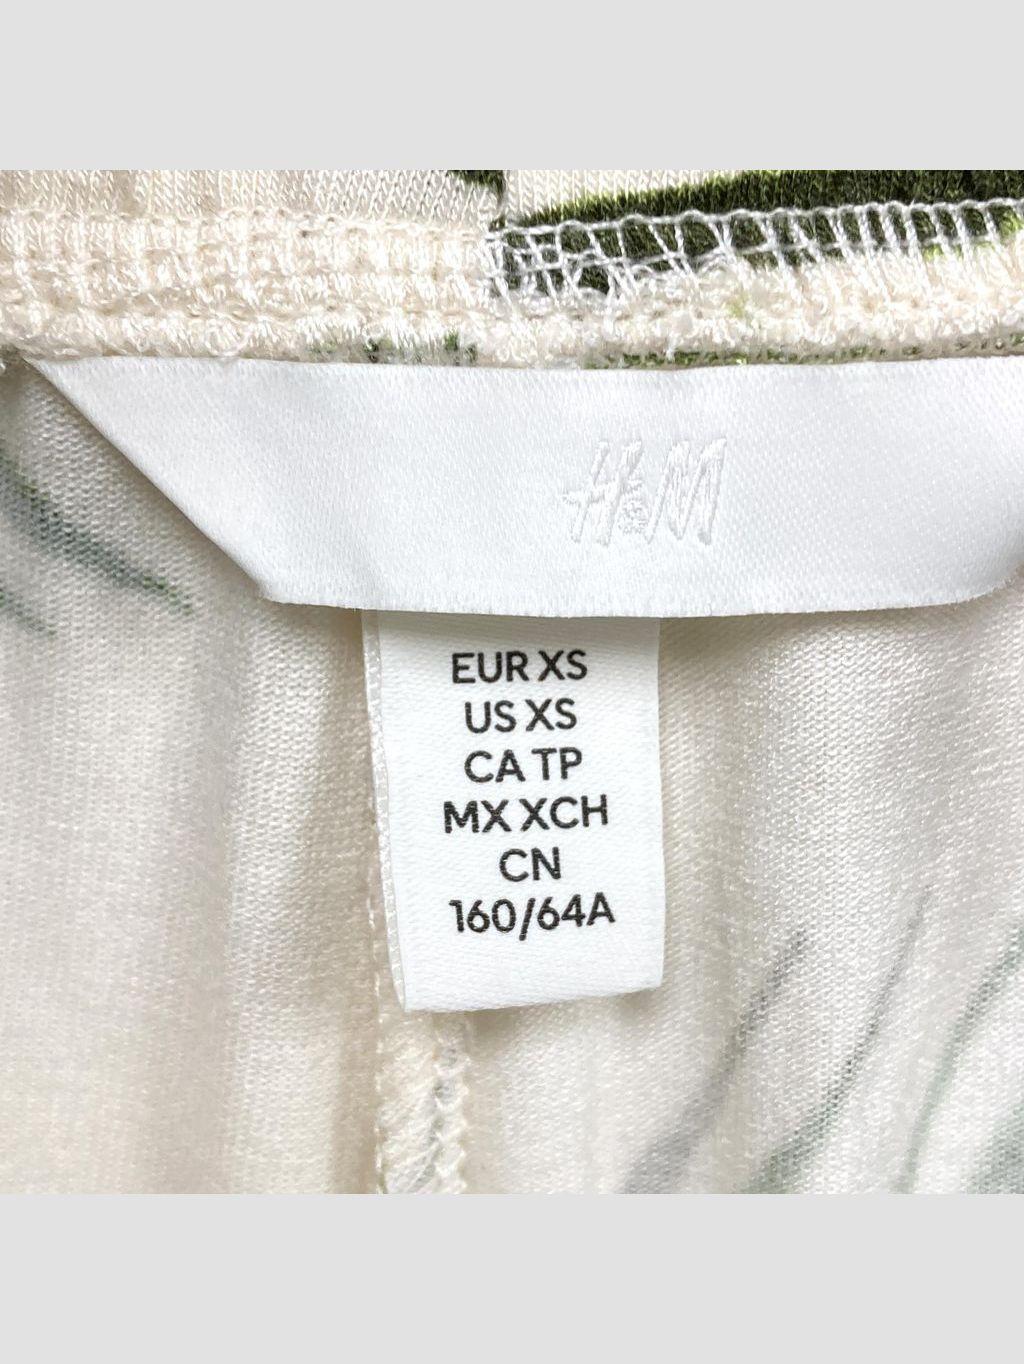 H&M
EUR XS
US XS
CA TP
MX XCH
CN
160/64A